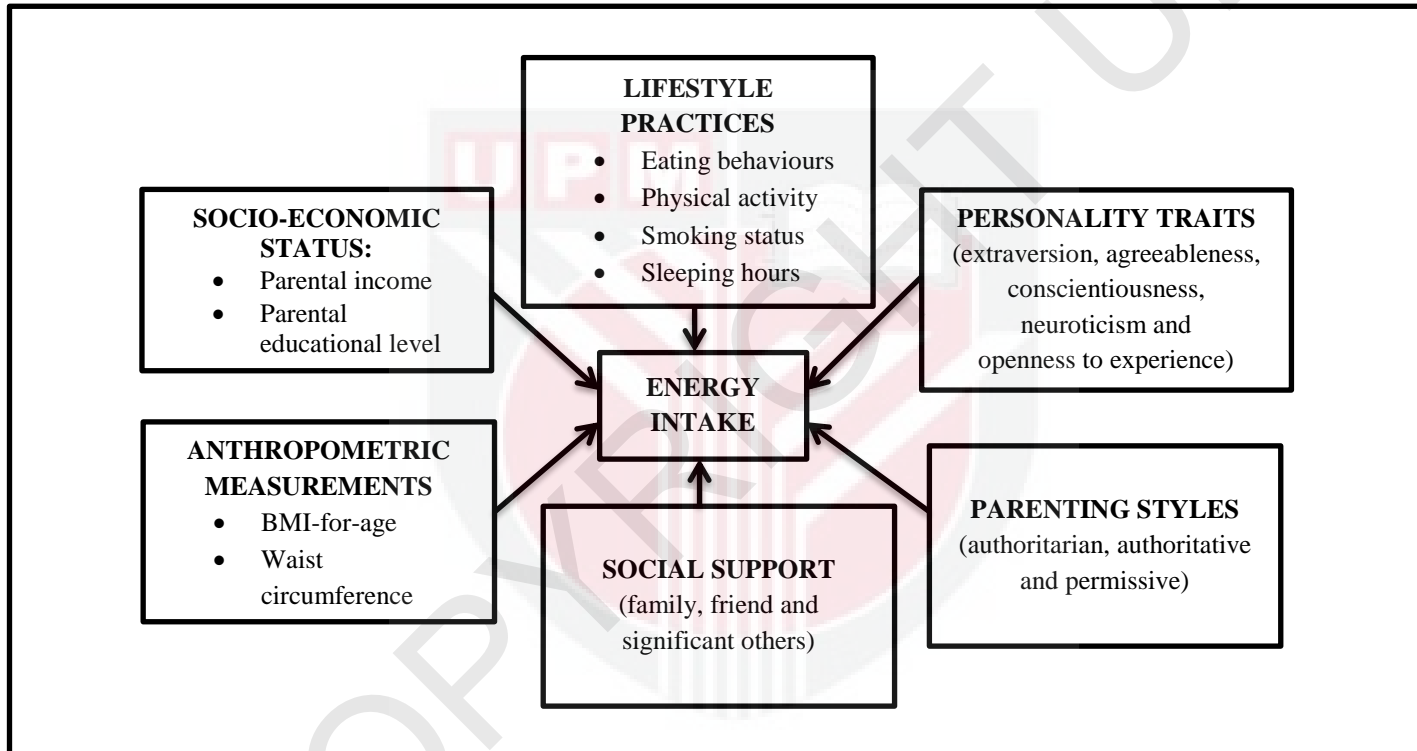 LIFESTYLE
PRACTICES
• Eating behaviours
• Physical activity
• Smoking status
• Sleeping hours
SOCIO-ECONOMIC
STATUS:
• Parental income
• Parental
educational level
PERSONALITY TRAITS
(extraversion, agreeableness,
conscientiousness,
neuroticism and
openness to experience)
ENERGY
INTAKE
ANTHROPOMETRIC
MEASUREMENTS
• BMI-for-age
• Waist
circumference
SOCIAL SUPPORT
(family, friend and
significant others)
PARENTING STYLES
(authoritarian, authoritative
and permissive)
UPM
COPYRIGHT U